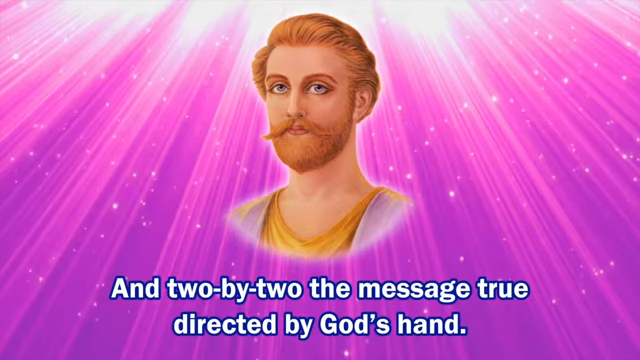 And two-by-two the message true
directed by God’s hand.